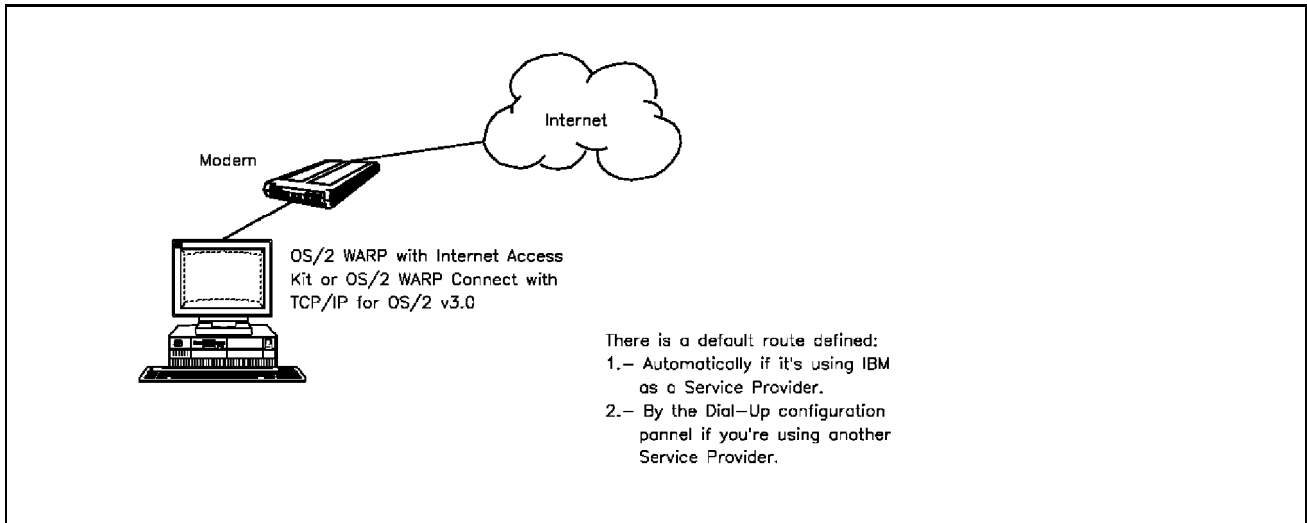 Internet
Modem
OS/2 WARP with Internet Access
Kit or OS/2 WARP Connect with
TCP/IP for OS/2 v3.0
There is a default route defined:
1.- Automatically if it's using IBM
as a Service Provider.
2.- By the Dial-Up configuration
pannel if you're using another
Service Provider.